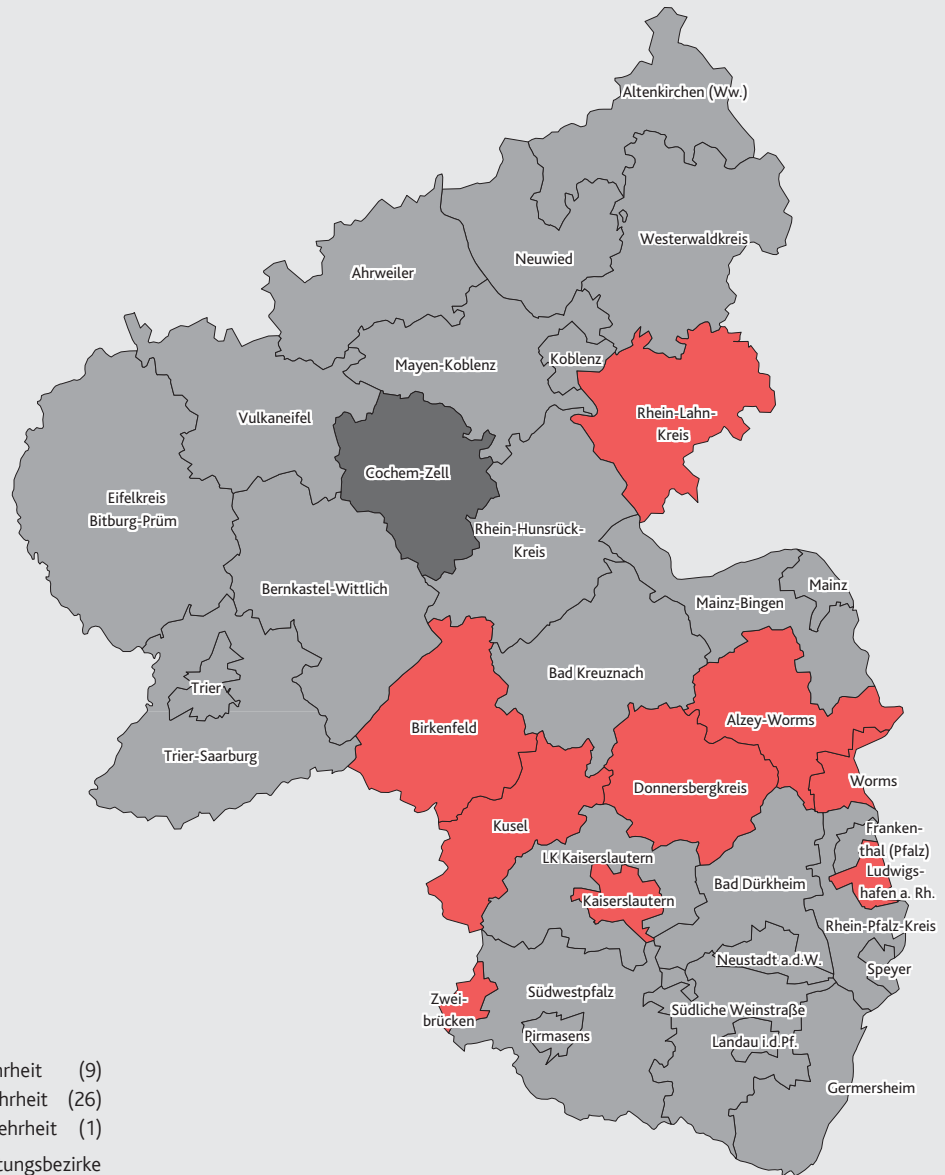 Altenkirchen (Ww.)
Westerwaldkreis
Neuwied
Ahrweiler
Koblenz
Mayen-Koblenz
Rhein-Lahn-
Kreis
Vulkaneifel
Cochem-Zell
Eifelkreis
Bitburg-Prüm
Rhein-Hunsrück-
Kreis
Bernkastel-Wittlich
Mainz
Mainz-Bingen
Bad Kreuznach
Trier
Alzey-Worms
Birkenfeld
Trier-Saarburg
Worms
Donnersbergkreis
Kusel
Franken-
thal (Pfalz)
LK Kaiserslautern
Ludwigs-
hafen a. Rh.
Bad Dürkheim
Kaiserslautern
Rhein-Pfalz-Kreis
Neustadt a.d.W.
Speyer
Südwestpfalz
Zwei-
brücken
Südliche Weinstraße
Pirmasens
Landau i.d.Pf.
Germersheim
(9)
(26)
(1)